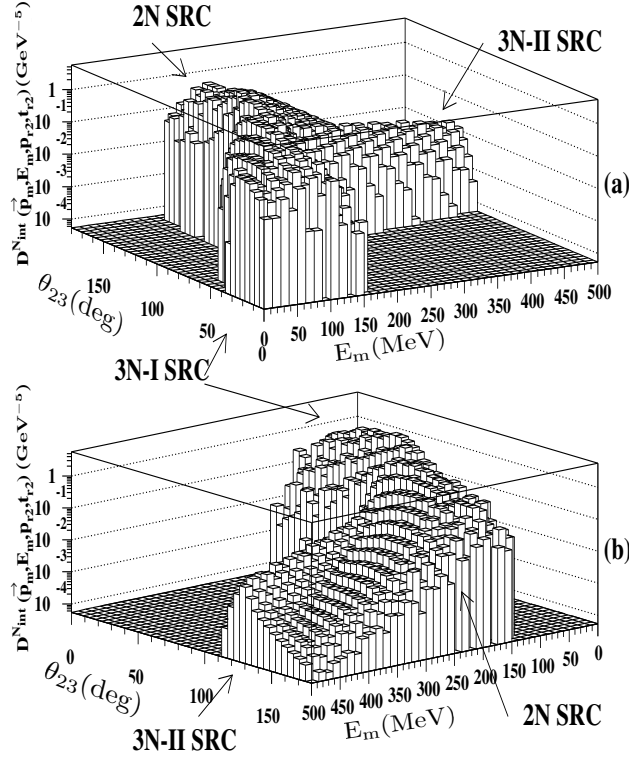 2N SRC
3N-II SRC
D^N_int (p⃗_m,E_m,p_r2,t_r2) (GeV^−5)
1
10 -1
10 -2
10 -3
10 -4
(a)
150
100
50
0
θ_23(deg)
0 50 100 150 200 250 300 350 400 450 500
E_m(MeV)
3N-I SRC
D^N_int (p⃗_m,E_m,p_r2,t_r2) (GeV^−5)
1
10 -1
10 -2
10 -3
10 -4
(b)
0
50
100
150
θ_23(deg)
500 450 400 350 300 250 200 150 100 50 0
E_m(MeV)
2N SRC
3N-II SRC